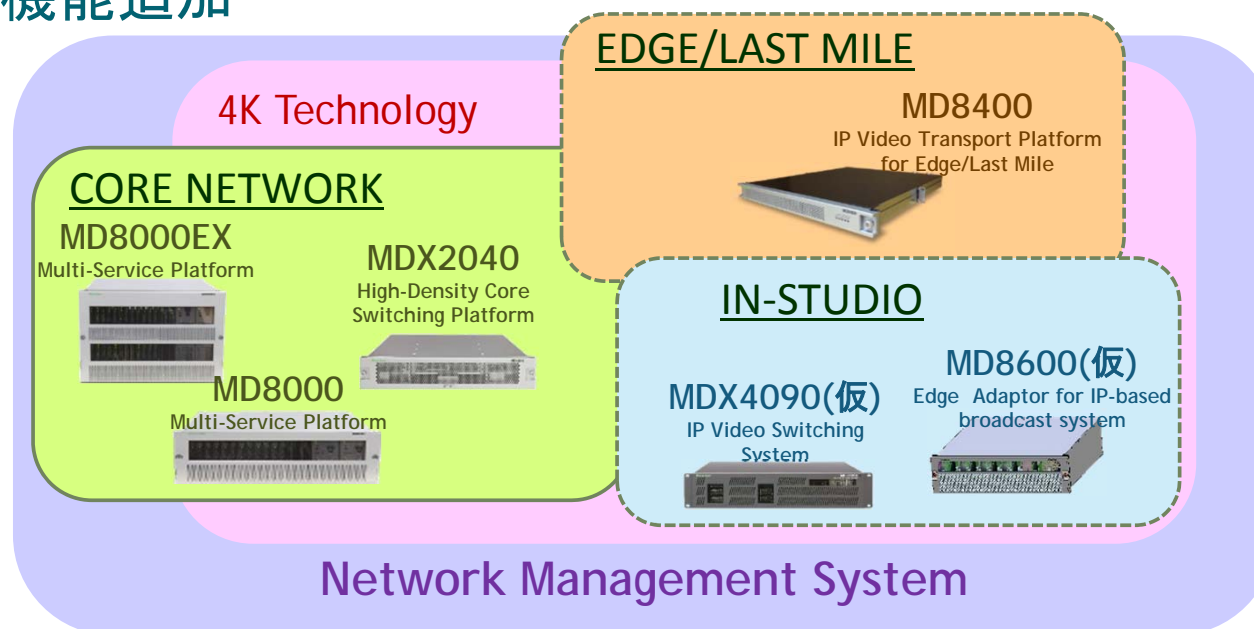 機能追加
EDGE/LAST MILE
MD8400
IP Video Transport Platform
for Edge/Last Mile
4K Technology
CORE NETWORK
MD8000EX
Multi-Service Platform
MDX2040
High-Density Core
Switching Platform
MD8000
Multi-Service Platform
IN-STUDIO
MDX4090(仮)
IP Video Switching
System
MD8600(仮)
Edge Adaptor for IP-based
broadcast system
Network Management System